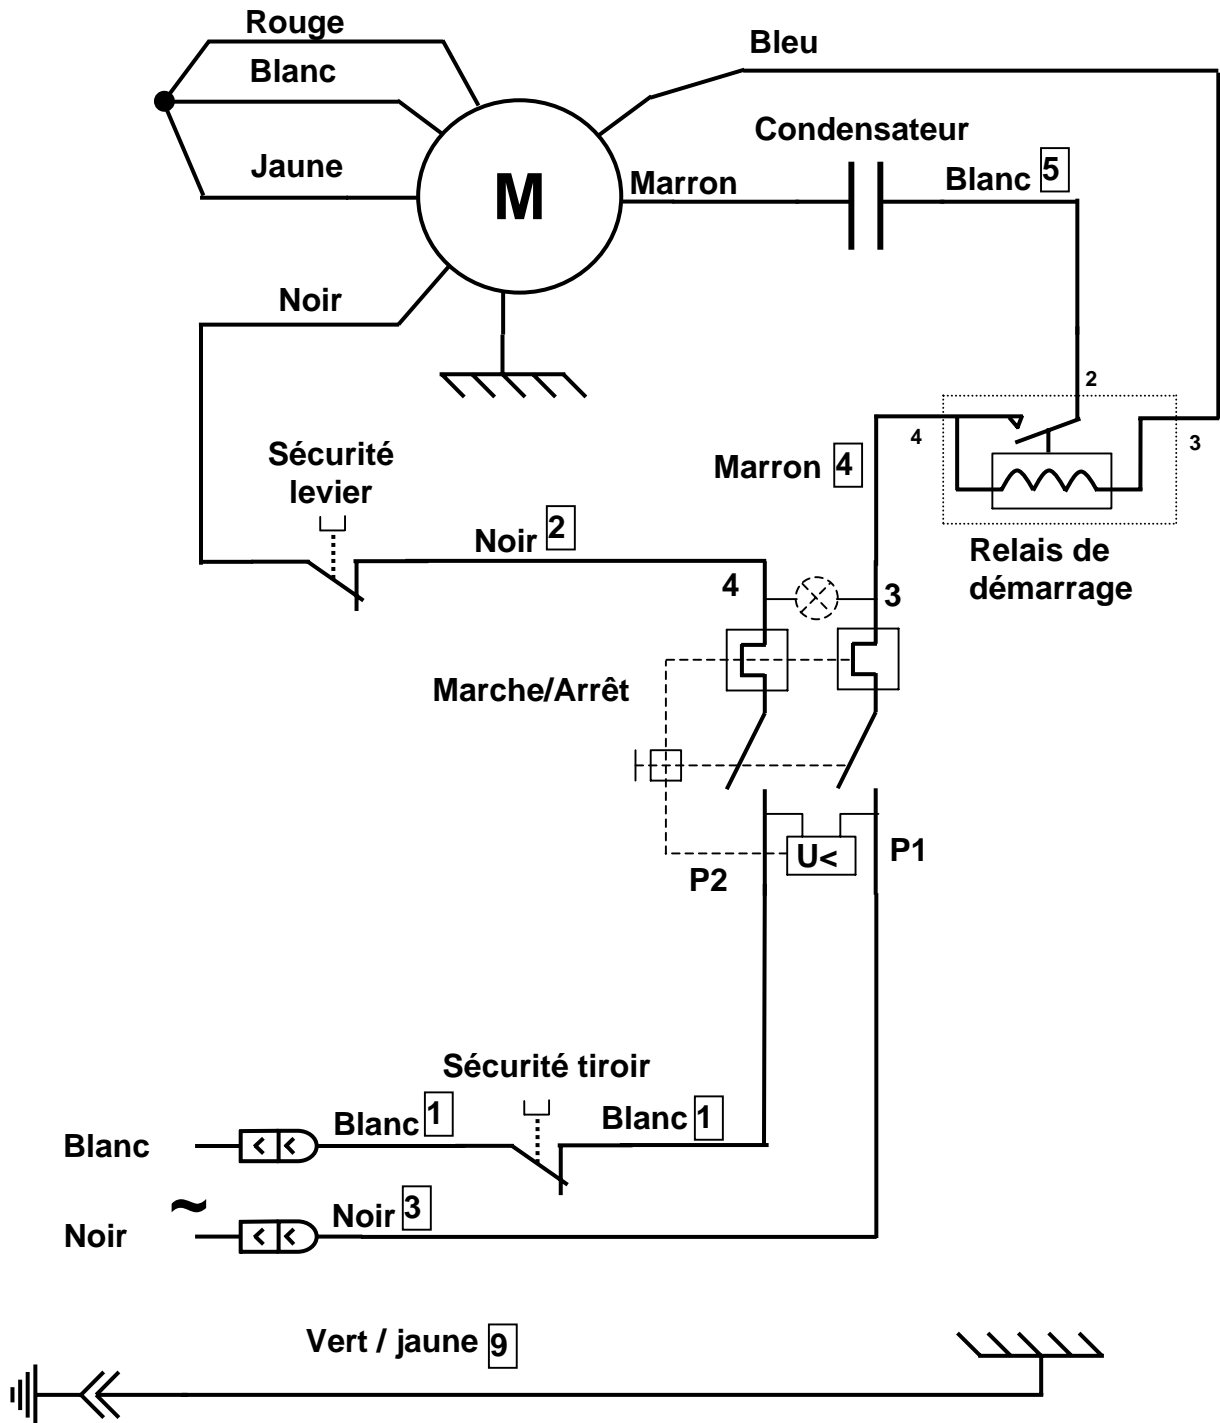 Rouge
Bleu
Blanc
Condensateur
Jaune
M
Marron
Blanc 5
Noir
2
4
3
Sécurité
levier
Marron 4
Noir 2
Relais de
démarrage
4
3
Marche/Arrêt
U<
P1
P2
Sécurité tiroir
Blanc
Blanc 1
Blanc 1
~
Noir
Noir 3
Vert / jaune 9